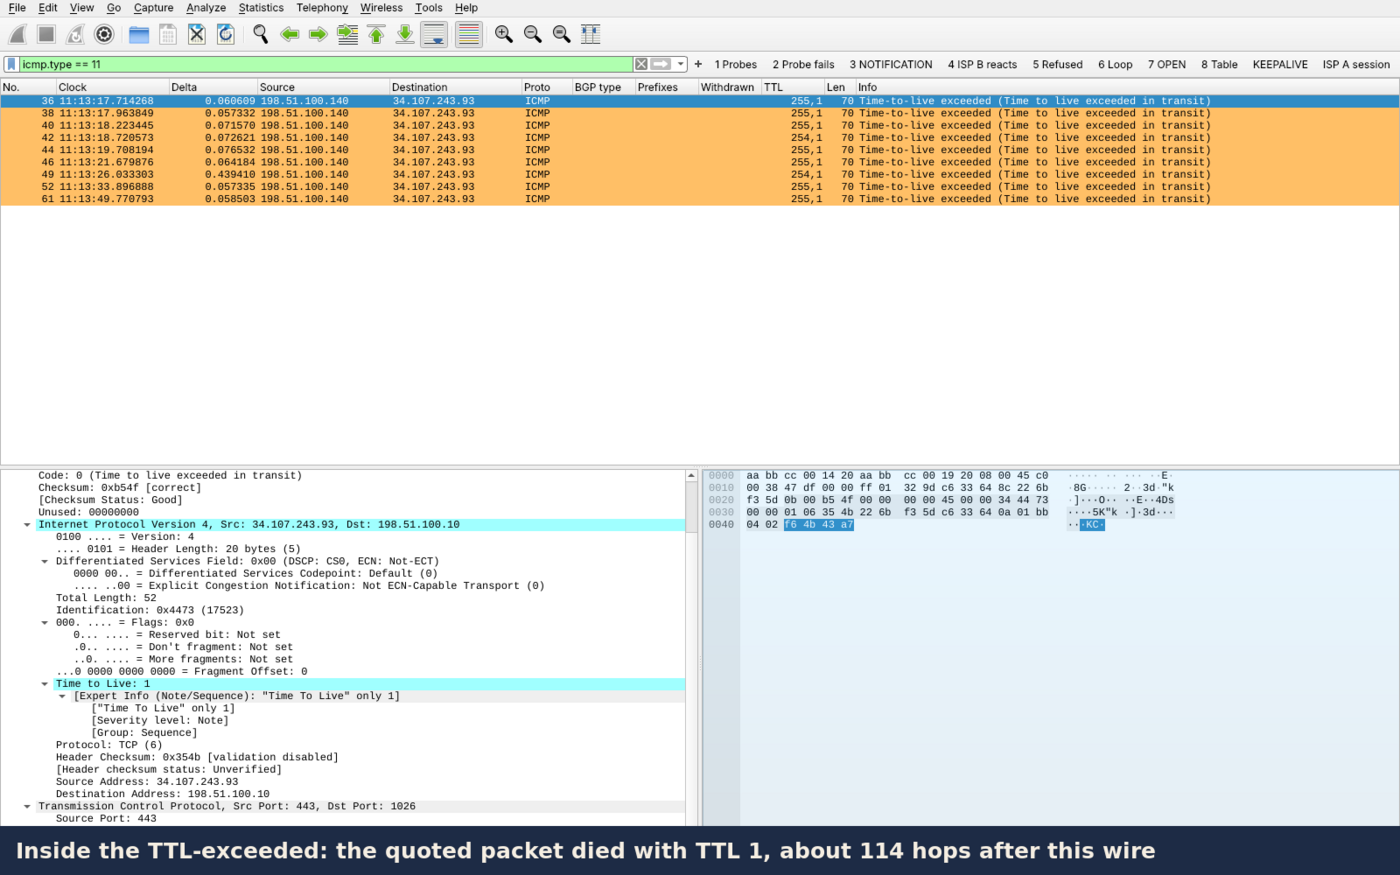 File Edit View Go Capture Analyze Statistics Telephony Wireless Tools Help
icmp.type == 11 + 1 Probes 2 Probe fails 3 NOTIFICATION 4 ISP B reacts 5 Refused 6 Loop 7 OPEN 8 Table KEEPALIVE ISP A session
No. Clock Delta Source Destination Proto BGP type Prefixes Withdrawn TTL Len Info
36 11:13:17.714268 0.060609 198.51.100.140 34.107.243.93 ICMP 255,1 70 Time-to-live exceeded (Time to live exceeded in transit)
38 11:13:17.963849 0.057332 198.51.100.140 34.107.243.93 ICMP 255,1 70 Time-to-live exceeded (Time to live exceeded in transit)
40 11:13:18.223445 0.071570 198.51.100.140 34.107.243.93 ICMP 255,1 70 Time-to-live exceeded (Time to live exceeded in transit)
42 11:13:18.720573 0.072621 198.51.100.140 34.107.243.93 ICMP 254,1 70 Time-to-live exceeded (Time to live exceeded in transit)
44 11:13:19.708194 0.076532 198.51.100.140 34.107.243.93 ICMP 255,1 70 Time-to-live exceeded (Time to live exceeded in transit)
46 11:13:21.679876 0.064184 198.51.100.140 34.107.243.93 ICMP 255,1 70 Time-to-live exceeded (Time to live exceeded in transit)
49 11:13:26.033303 0.439410 198.51.100.140 34.107.243.93 ICMP 254,1 70 Time-to-live exceeded (Time to live exceeded in transit)
52 11:13:33.896888 0.057335 198.51.100.140 34.107.243.93 ICMP 255,1 70 Time-to-live exceeded (Time to live exceeded in transit)
61 11:13:49.770793 0.058503 198.51.100.140 34.107.243.93 ICMP 255,1 70 Time-to-live exceeded (Time to live exceeded in transit)
Code: 0 (Time to live exceeded in transit)
Checksum: 0xb54f [correct]
[Checksum Status: Good]
Unused: 00000000
Internet Protocol Version 4, Src: 34.107.243.93, Dst: 198.51.100.10
0100 .... = Version: 4
.... 0101 = Header Length: 20 bytes (5)
Differentiated Services Field: 0x00 (DSCP: CS0, ECN: Not-ECT)
0000 00.. = Differentiated Services Codepoint: Default (0)
.... ..00 = Explicit Congestion Notification: Not ECN-Capable Transport (0)
Total Length: 52
Identification: 0x4473 (17523)
000. .... = Flags: 0x0
0... .... = Reserved bit: Not set
.0.. .... = Don't fragment: Not set
..0. .... = More fragments: Not set
...0 0000 0000 0000 = Fragment Offset: 0
Time to Live: 1
[Expert Info (Note/Sequence): "Time To Live" only 1]
["Time To Live" only 1]
[Severity level: Note]
[Group: Sequence]
Protocol: TCP (6)
Header Checksum: 0x354b [validation disabled]
[Header checksum status: Unverified]
Source Address: 34.107.243.93
Destination Address: 198.51.100.10
Transmission Control Protocol, Src Port: 443, Dst Port: 1026
Source Port: 443
0000 aa bb cc 00 14 20 aa bb cc 00 19 20 08 00 45 c0 ····· ·· ··· ··E·
0010 00 38 47 df 00 00 ff 01 32 9d c6 33 64 8c 22 6b ·8G····· 2··3d·"k
0020 f3 5d 0b 00 b5 4f 00 00 00 00 45 00 00 34 44 73 ·]···O·· ··E··4Ds
0030 00 00 01 06 35 4b 22 6b f3 5d c6 33 64 0a 01 bb ····5K"k ·]·3d···
0040 04 02 f6 4b 43 a7 ···KC·
Inside the TTL-exceeded: the quoted packet died with TTL 1, about 114 hops after this wire